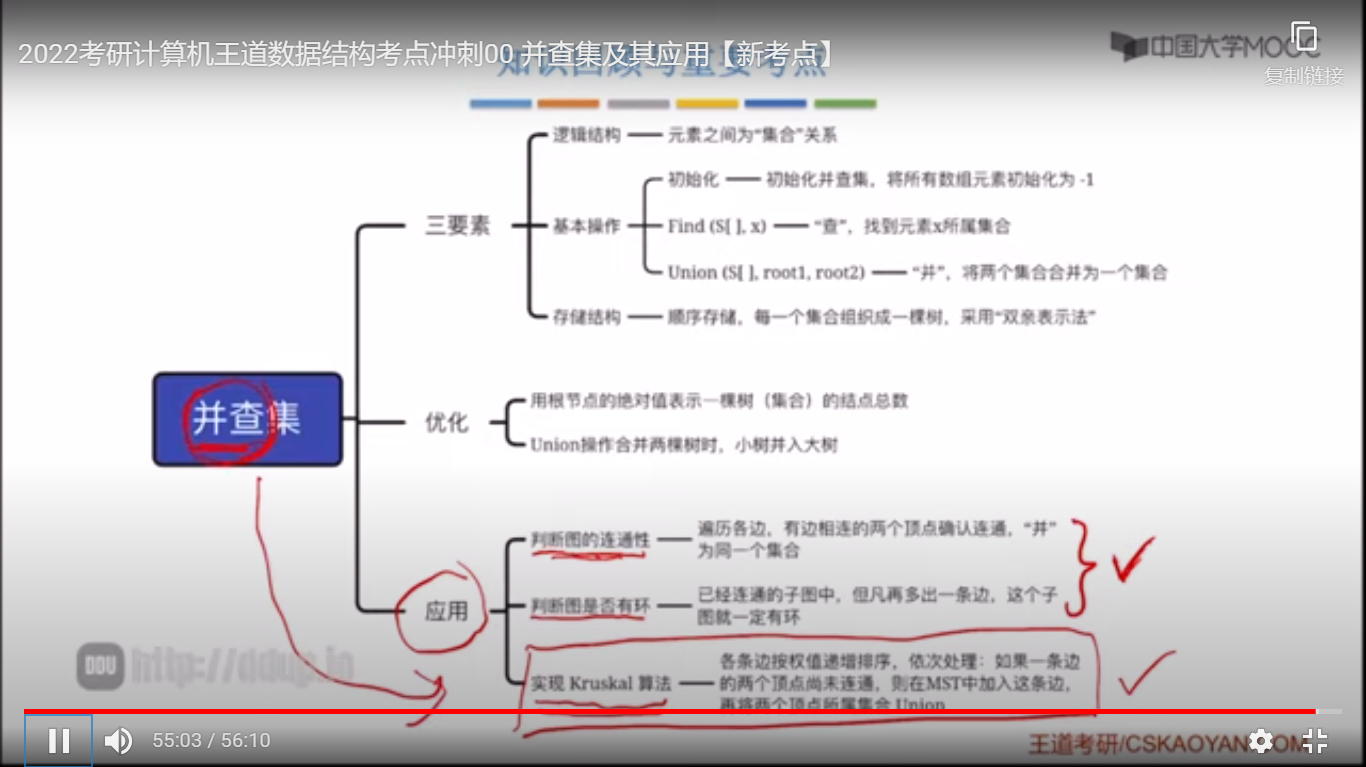 2022考研计算机王道数据结构考点冲刺00 并查集及其应用【新考点】
知识回顾与重要考点
中国大学MOOC
复制链接
逻辑结构 元素之间为“集合”关系
初始化 初始化并查集，将所有数组元素初始化为 -1
三要素
基本操作
Find (S[ ], x) “查”，找到元素x所属集合
Union (S[ ], root1, root2) “并”，将两个集合合并为一个集合
存储结构 顺序存储，每一个集合组织成一棵树，采用“双亲表示法”
并查集
优化
用根节点的绝对值表示一棵树（集合）的结点总数
Union操作合并两棵树时，小树并入大树
应用
判断图的连通性
遍历各边，有边相连的两个顶点确认连通，“并”
为同一个集合
判断图是否有环
已经连通的子图中，但凡再多出一条边，这个子
图就一定有环
实现 Kruskal 算法
各条边按权值递增排序，依次处理：如果一条边
的两个顶点尚未连通，则在MST中加入这条边，
再将两个顶点所属集合 Union
DDU http://ddup.io
55:03 / 56:10
王道考研/CSKAOYAN.COM